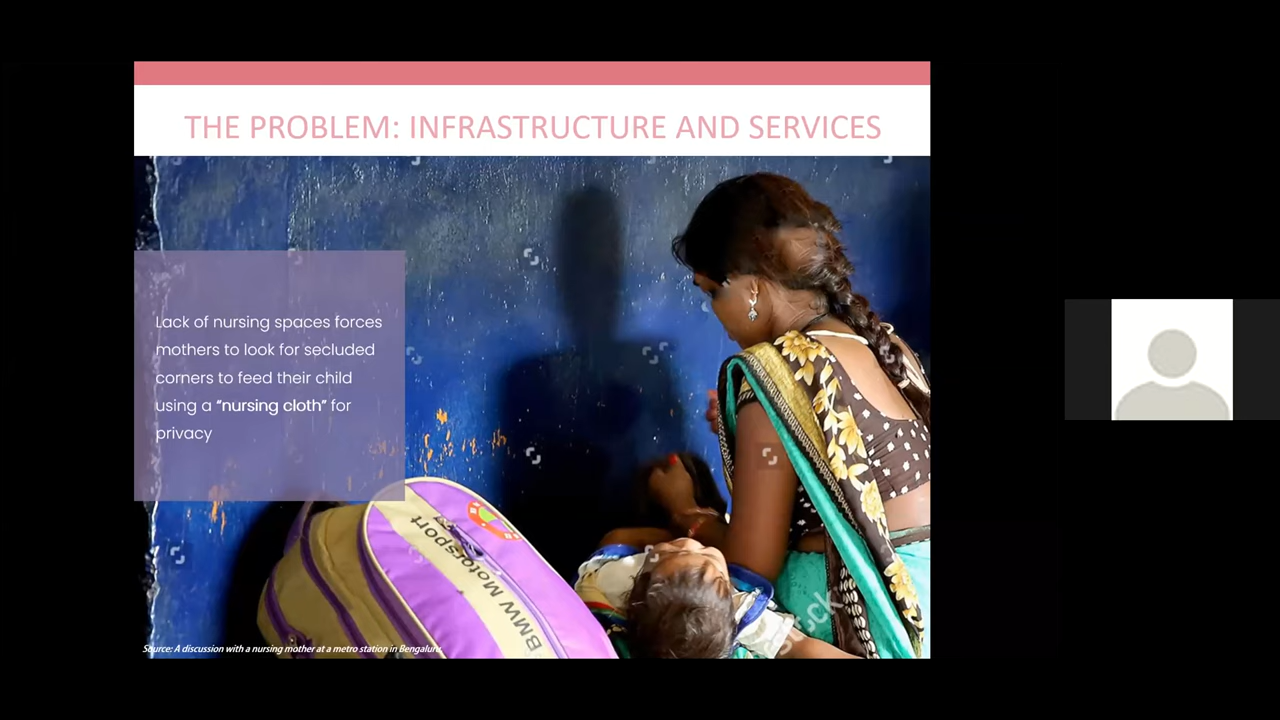 THE PROBLEM: INFRASTRUCTURE AND SERVICES
Lack of nursing spaces forces
mothers to look for secluded
corners to feed their child
using a “nursing cloth” for
privacy
BMW Motorsport
Source: A discussion with a nursing mother at a metro station in Bengaluru.